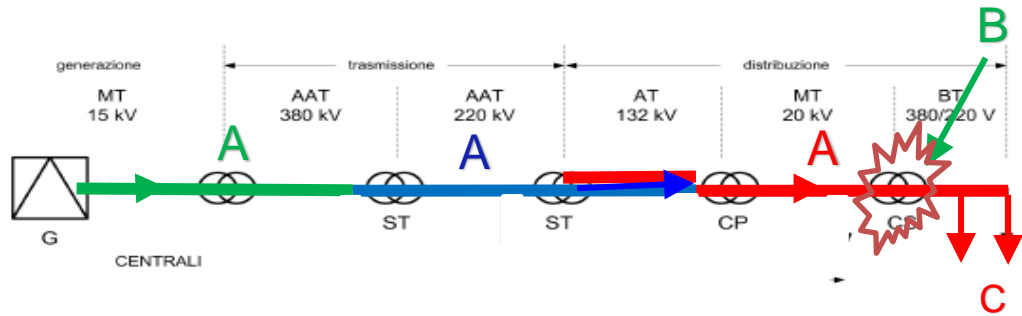 B
generazione
trasmissione
distribuzione
MT
15 kV
AAT
380 kV
AAT
220 kV
AT
132 kV
MT
20 kV
BT
380/220 V
A
A
A
G
ST
ST
CP
CS
CENTRALI
C